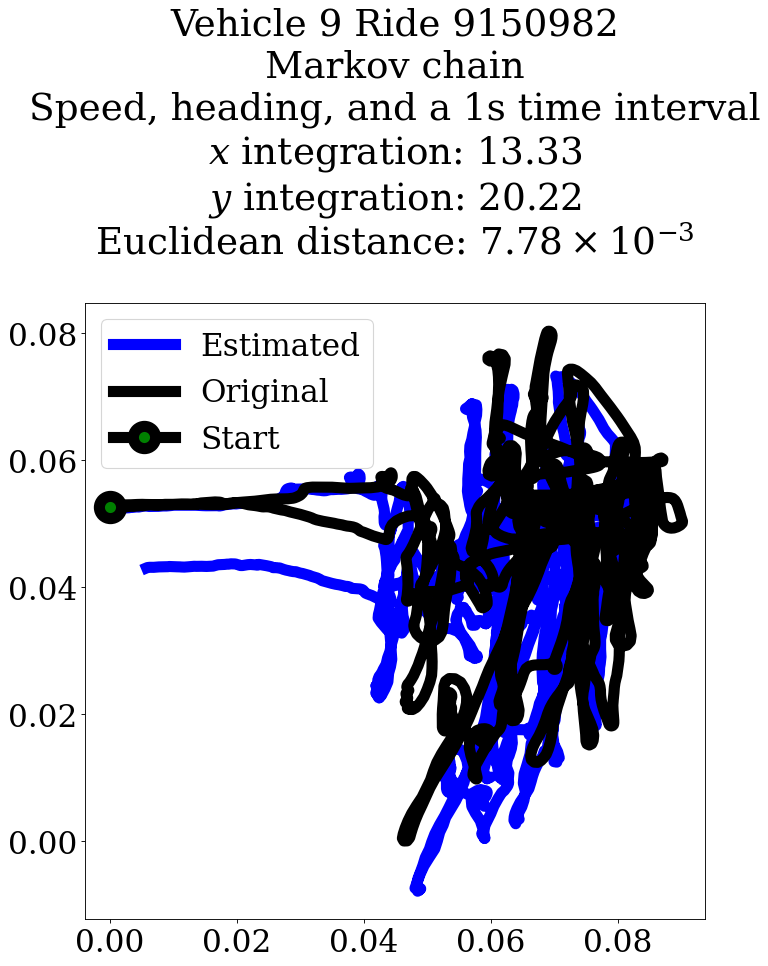 Vehicle 9 Ride 9150982
Markov chain
Speed, heading, and a 1s time interval
x integration: 13.33
y integration: 20.22
Euclidean distance: 7.78 × 10⁻³
Estimated
Original
Start
0.08
0.06
0.04
0.02
0.00
0.00 0.02 0.04 0.06 0.08